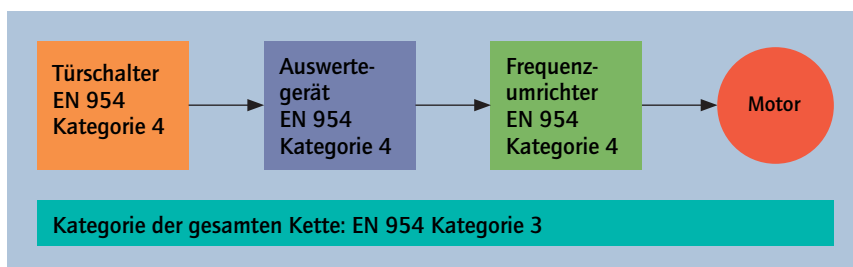 Türschalter
EN 954
Kategorie 4
Auswerte-
gerät
EN 954
Kategorie 4
Frequenz-
umrichter
EN 954
Kategorie 4
Motor
Kategorie der gesamten Kette: EN 954 Kategorie 3